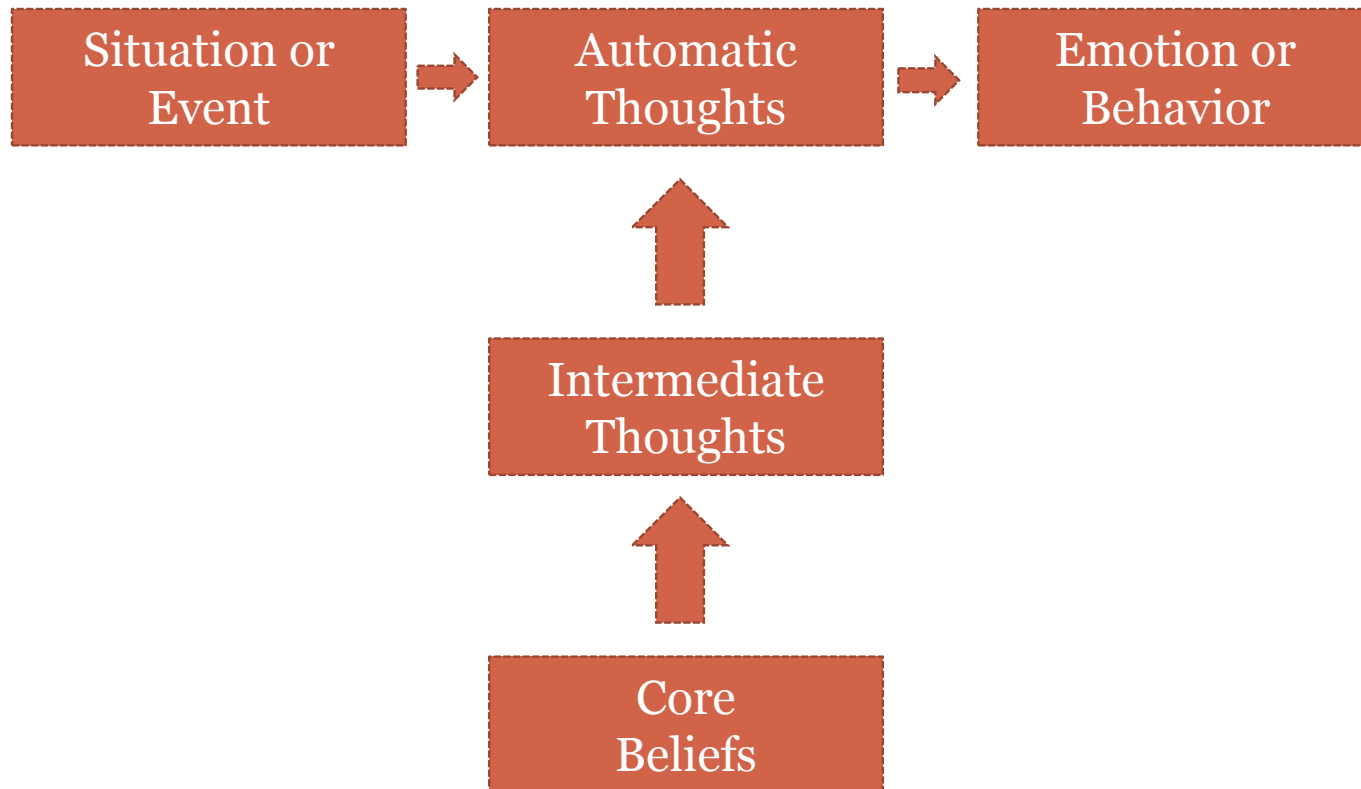 Situation or
Event
Automatic
Thoughts
Emotion or
Behavior
Intermediate
Thoughts
Core
Beliefs